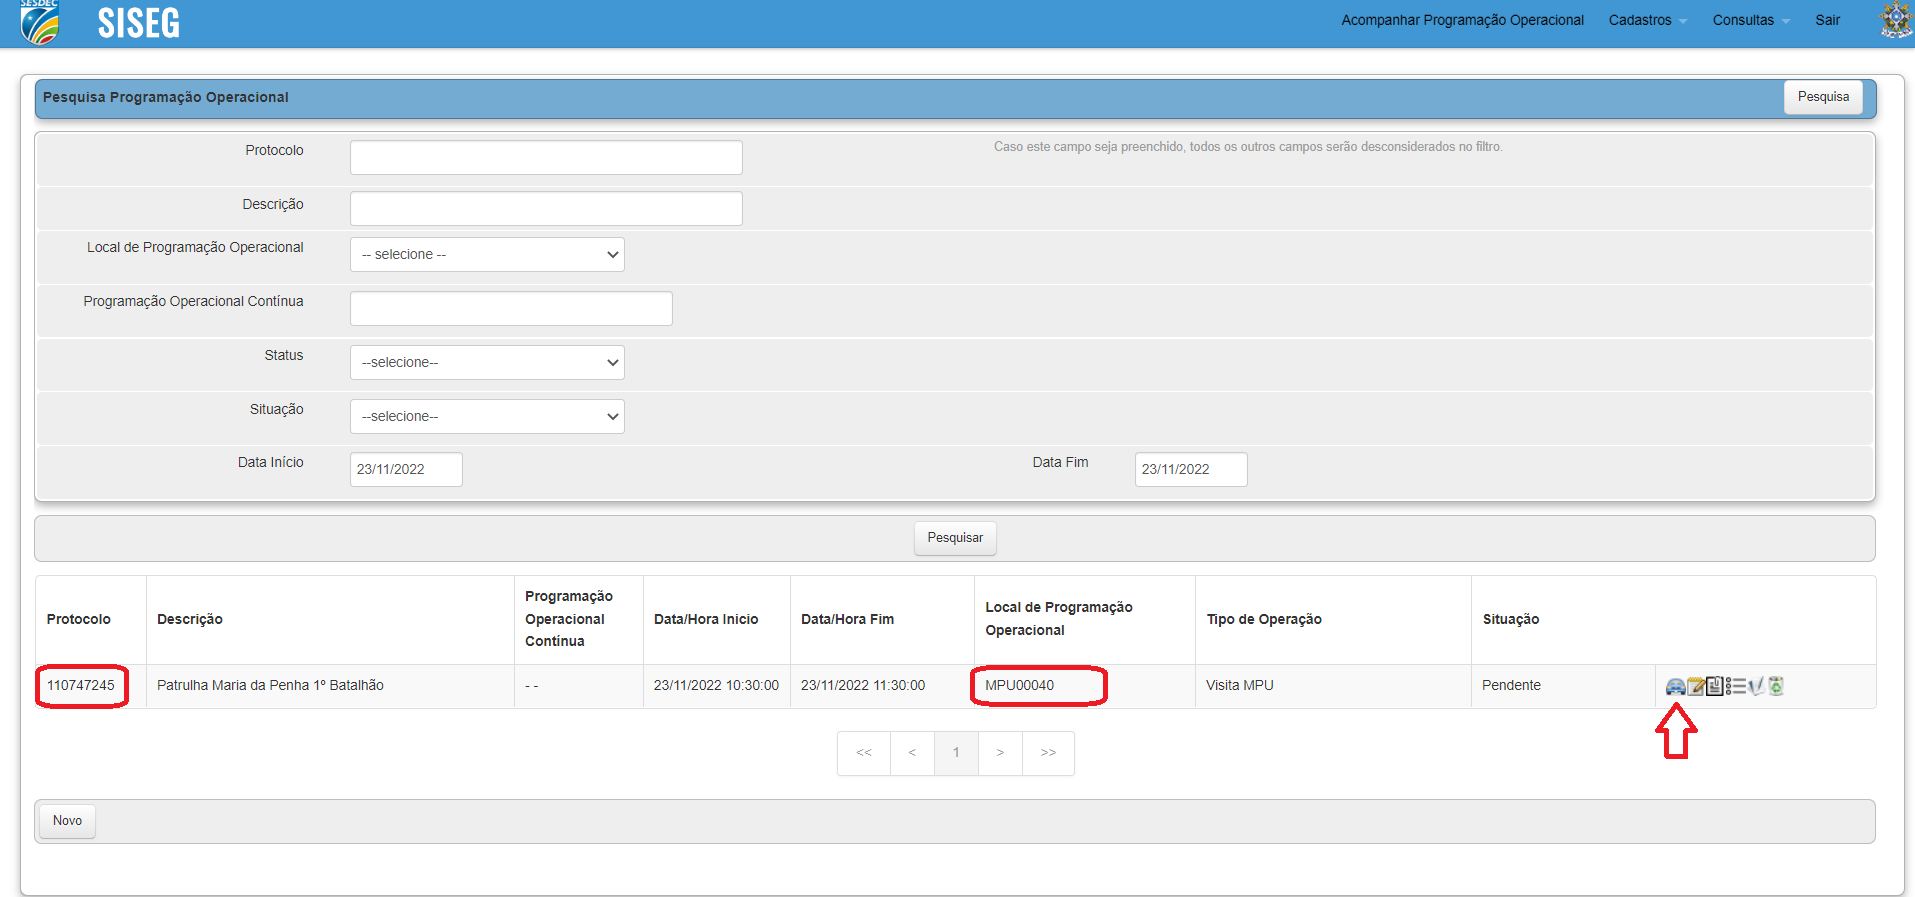 SESDEC
SISEG
Acompanhar Programação Operacional Cadastros Consultas Sair
Pesquisa Programação Operacional
Pesquisa
Protocolo
Caso este campo seja preenchido, todos os outros campos serão desconsiderados no filtro.
Descrição
Local de Programação Operacional
-- selecione --
Programação Operacional Contínua
Status
--selecione--
Situação
--selecione--
Data Início
23/11/2022
Data Fim
23/11/2022
Pesquisar
Protocolo
Descrição
Programação
Operacional
Contínua
Data/Hora Inicio
Data/Hora Fim
Local de Programação
Operacional
Tipo de Operação
Situação
110747245
Patrulha Maria da Penha 1º Batalhão
- -
23/11/2022 10:30:00
23/11/2022 11:30:00
MPU00040
Visita MPU
Pendente
<< < 1 > >>
Novo